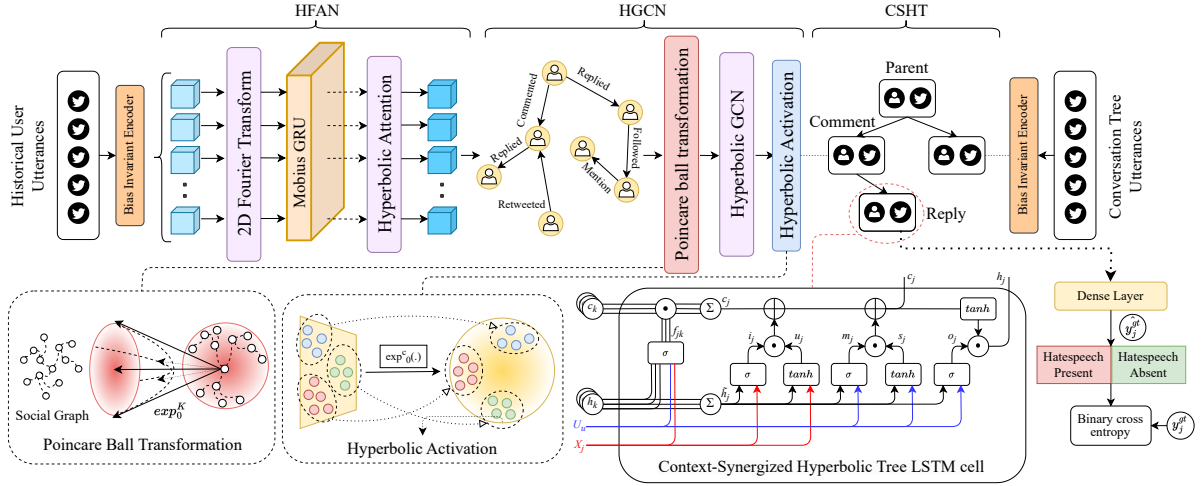 HFAN
HGCN
CSHT
Historical User
Utterances
Bias Invariant Encoder
2D Fourier Transform
Mobius GRU
Hyperbolic Attention
Replied
Commented
Replied
Followed
Mention
Retweeted
Poincare ball transformation
Hyperbolic GCN
Hyperbolic Activation
Parent
Comment
Reply
Bias Invariant Encoder
Conversation Tree
Utterances
Social Graph
exp_0^K
Poincare Ball Transformation
exp^c_0(.)
Hyperbolic Activation
c_k
c_j
c_j
h_j
Σ
tanh
f_jk
i_j
u_j
m_j
s_j
o_j
σ
σ
tanh
σ
tanh
σ
h_k
Σ
h̃_j
U_u
X_j
Context-Synergized Hyperbolic Tree LSTM cell
Dense Layer
ŷ_j^gt
Hatespeech
Present
Hatespeech
Absent
Binary cross
entropy
y_j^gt